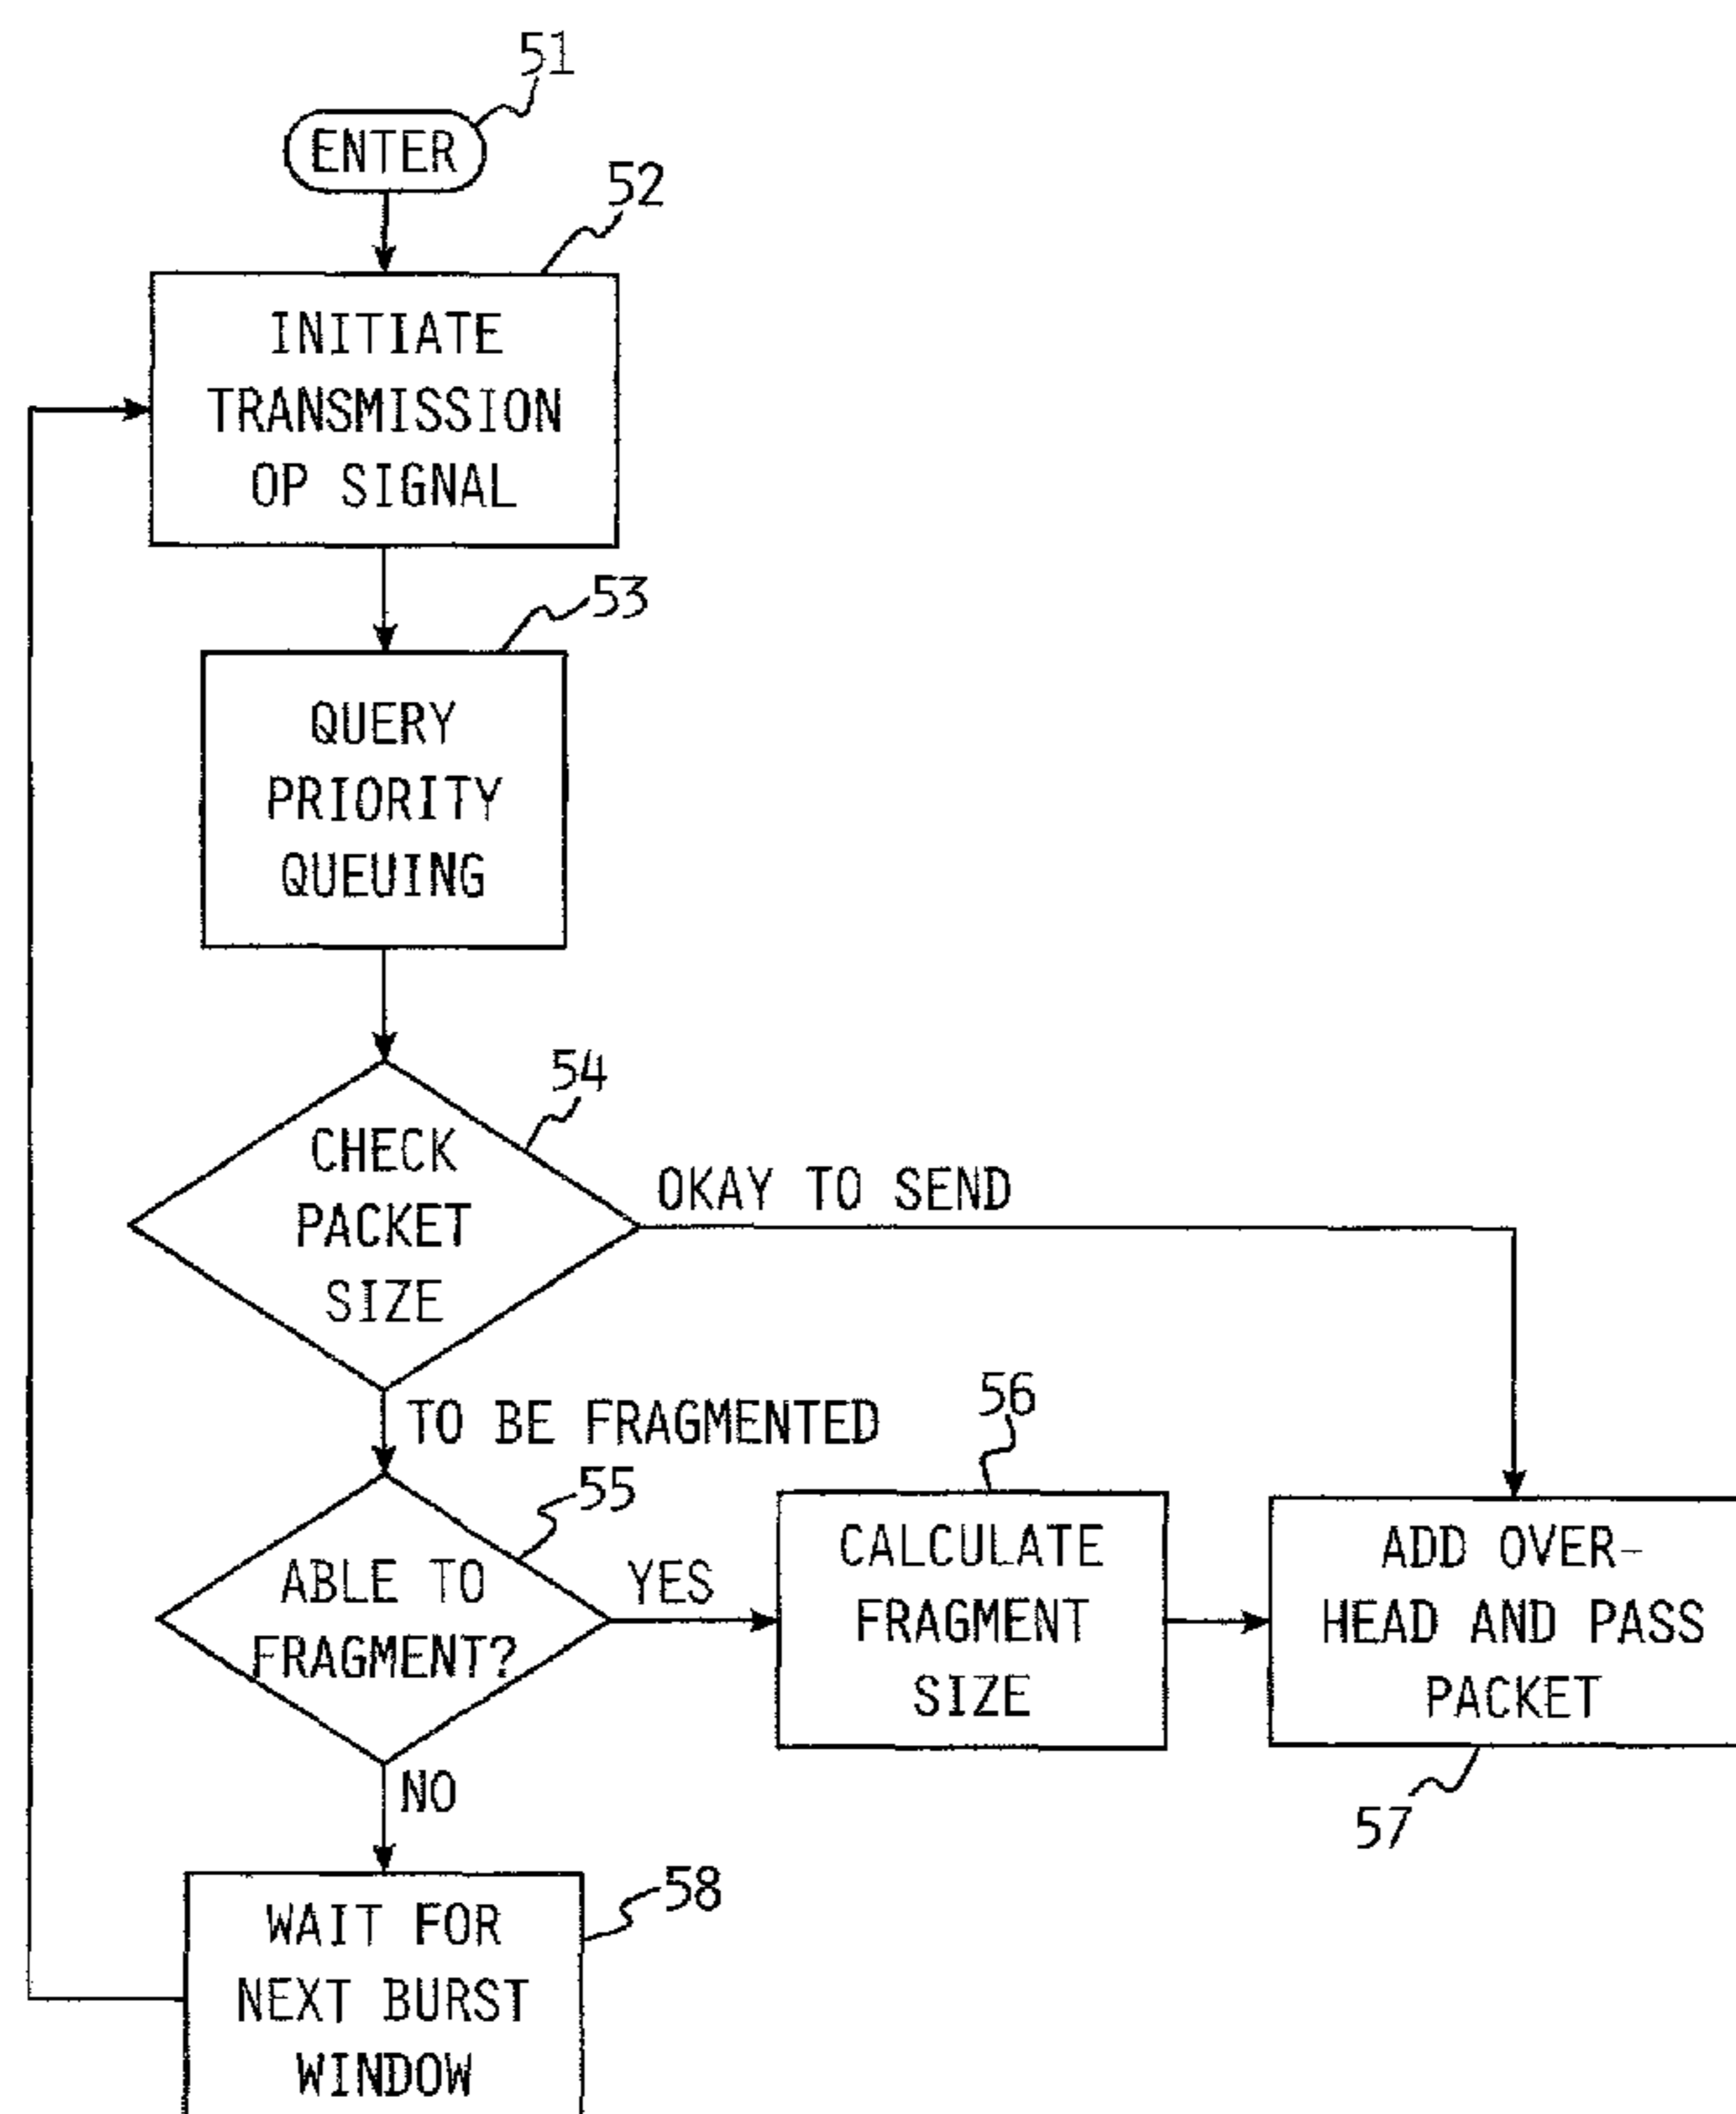 51
ENTER
52
INITIATE
TRANSMISSION
OP SIGNAL
53
QUERY
PRIORITY
QUEUING
54
CHECK
PACKET
SIZE
OKAY TO SEND
TO BE FRAGMENTED
55
ABLE TO
FRAGMENT?
YES
56
CALCULATE
FRAGMENT
SIZE
ADD OVER-
HEAD AND PASS
PACKET
57
NO
58
WAIT FOR
NEXT BURST
WINDOW